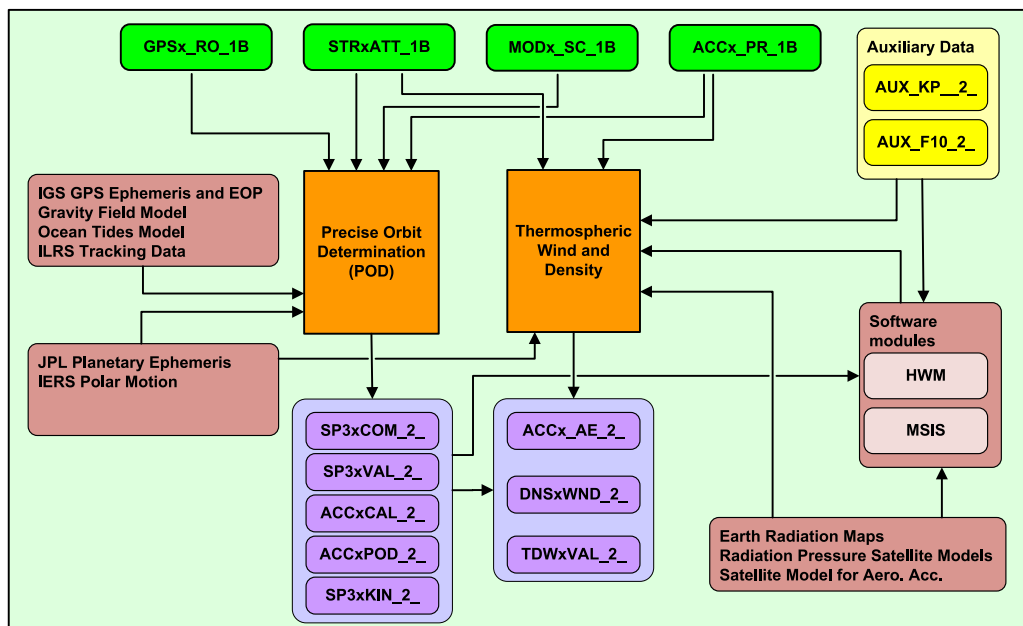 GPSx_RO_1B
STRxATT_1B
MODx_SC_1B
ACCx_PR_1B
Auxiliary Data
AUX_KP__2_
AUX_F10_2_
IGS GPS Ephemeris and EOP
Gravity Field Model
Ocean Tides Model
ILRS Tracking Data
Precise Orbit
Determination
(POD)
Thermospheric
Wind and
Density
JPL Planetary Ephemeris
IERS Polar Motion
Software
modules
HWM
MSIS
SP3xCOM_2_
SP3xVAL_2_
ACCxCAL_2_
ACCxPOD_2_
SP3xKIN_2_
ACCx_AE_2_
DNSxWND_2_
TDWxVAL_2_
Earth Radiation Maps
Radiation Pressure Satellite Models
Satellite Model for Aero. Acc.